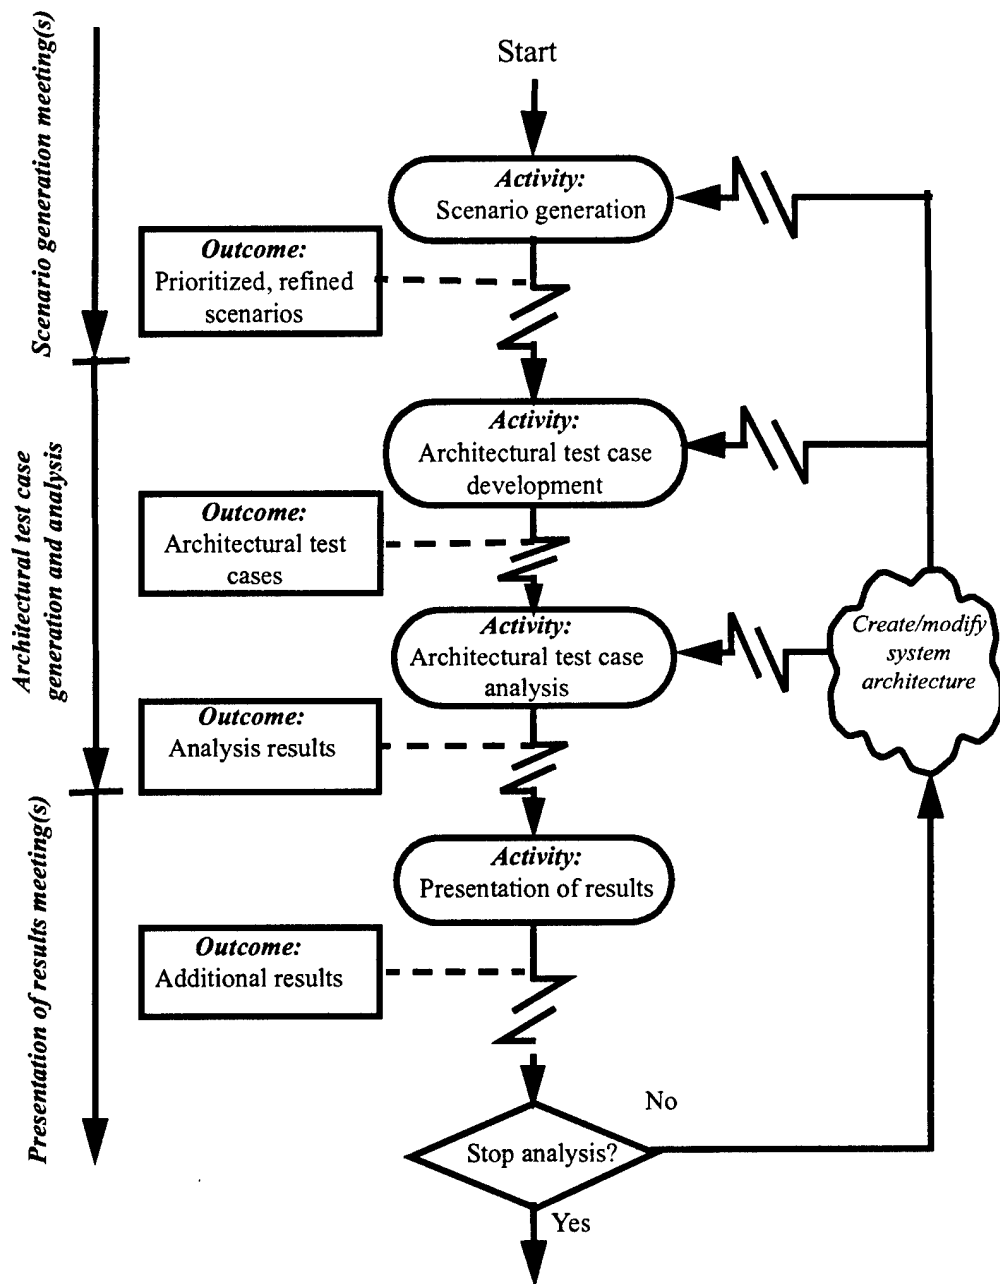 Start
Scenario generation meeting(s)
Activity:
Scenario generation
Outcome:
Prioritized, refined
scenarios
Activity:
Architectural test case
development
Architectural test case
generation and analysis
Outcome:
Architectural test
cases
Activity:
Architectural test case
analysis
Create/modify
system
architecture
Outcome:
Analysis results
Presentation of results meeting(s)
Activity:
Presentation of results
Outcome:
Additional results
No
Stop analysis?
Yes